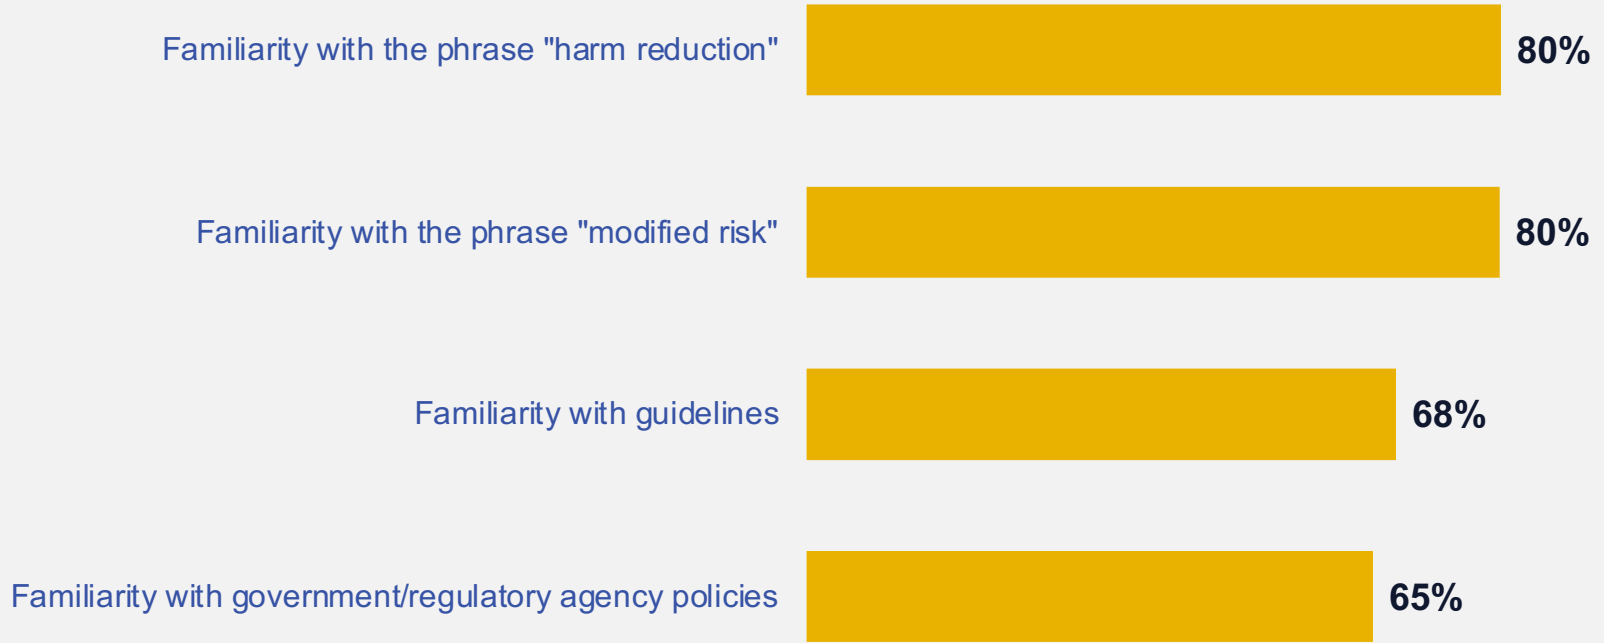 Familiarity with the phrase "harm reduction" 80%
Familiarity with the phrase "modified risk" 80%
Familiarity with guidelines 68%
Familiarity with government/regulatory agency policies 65%